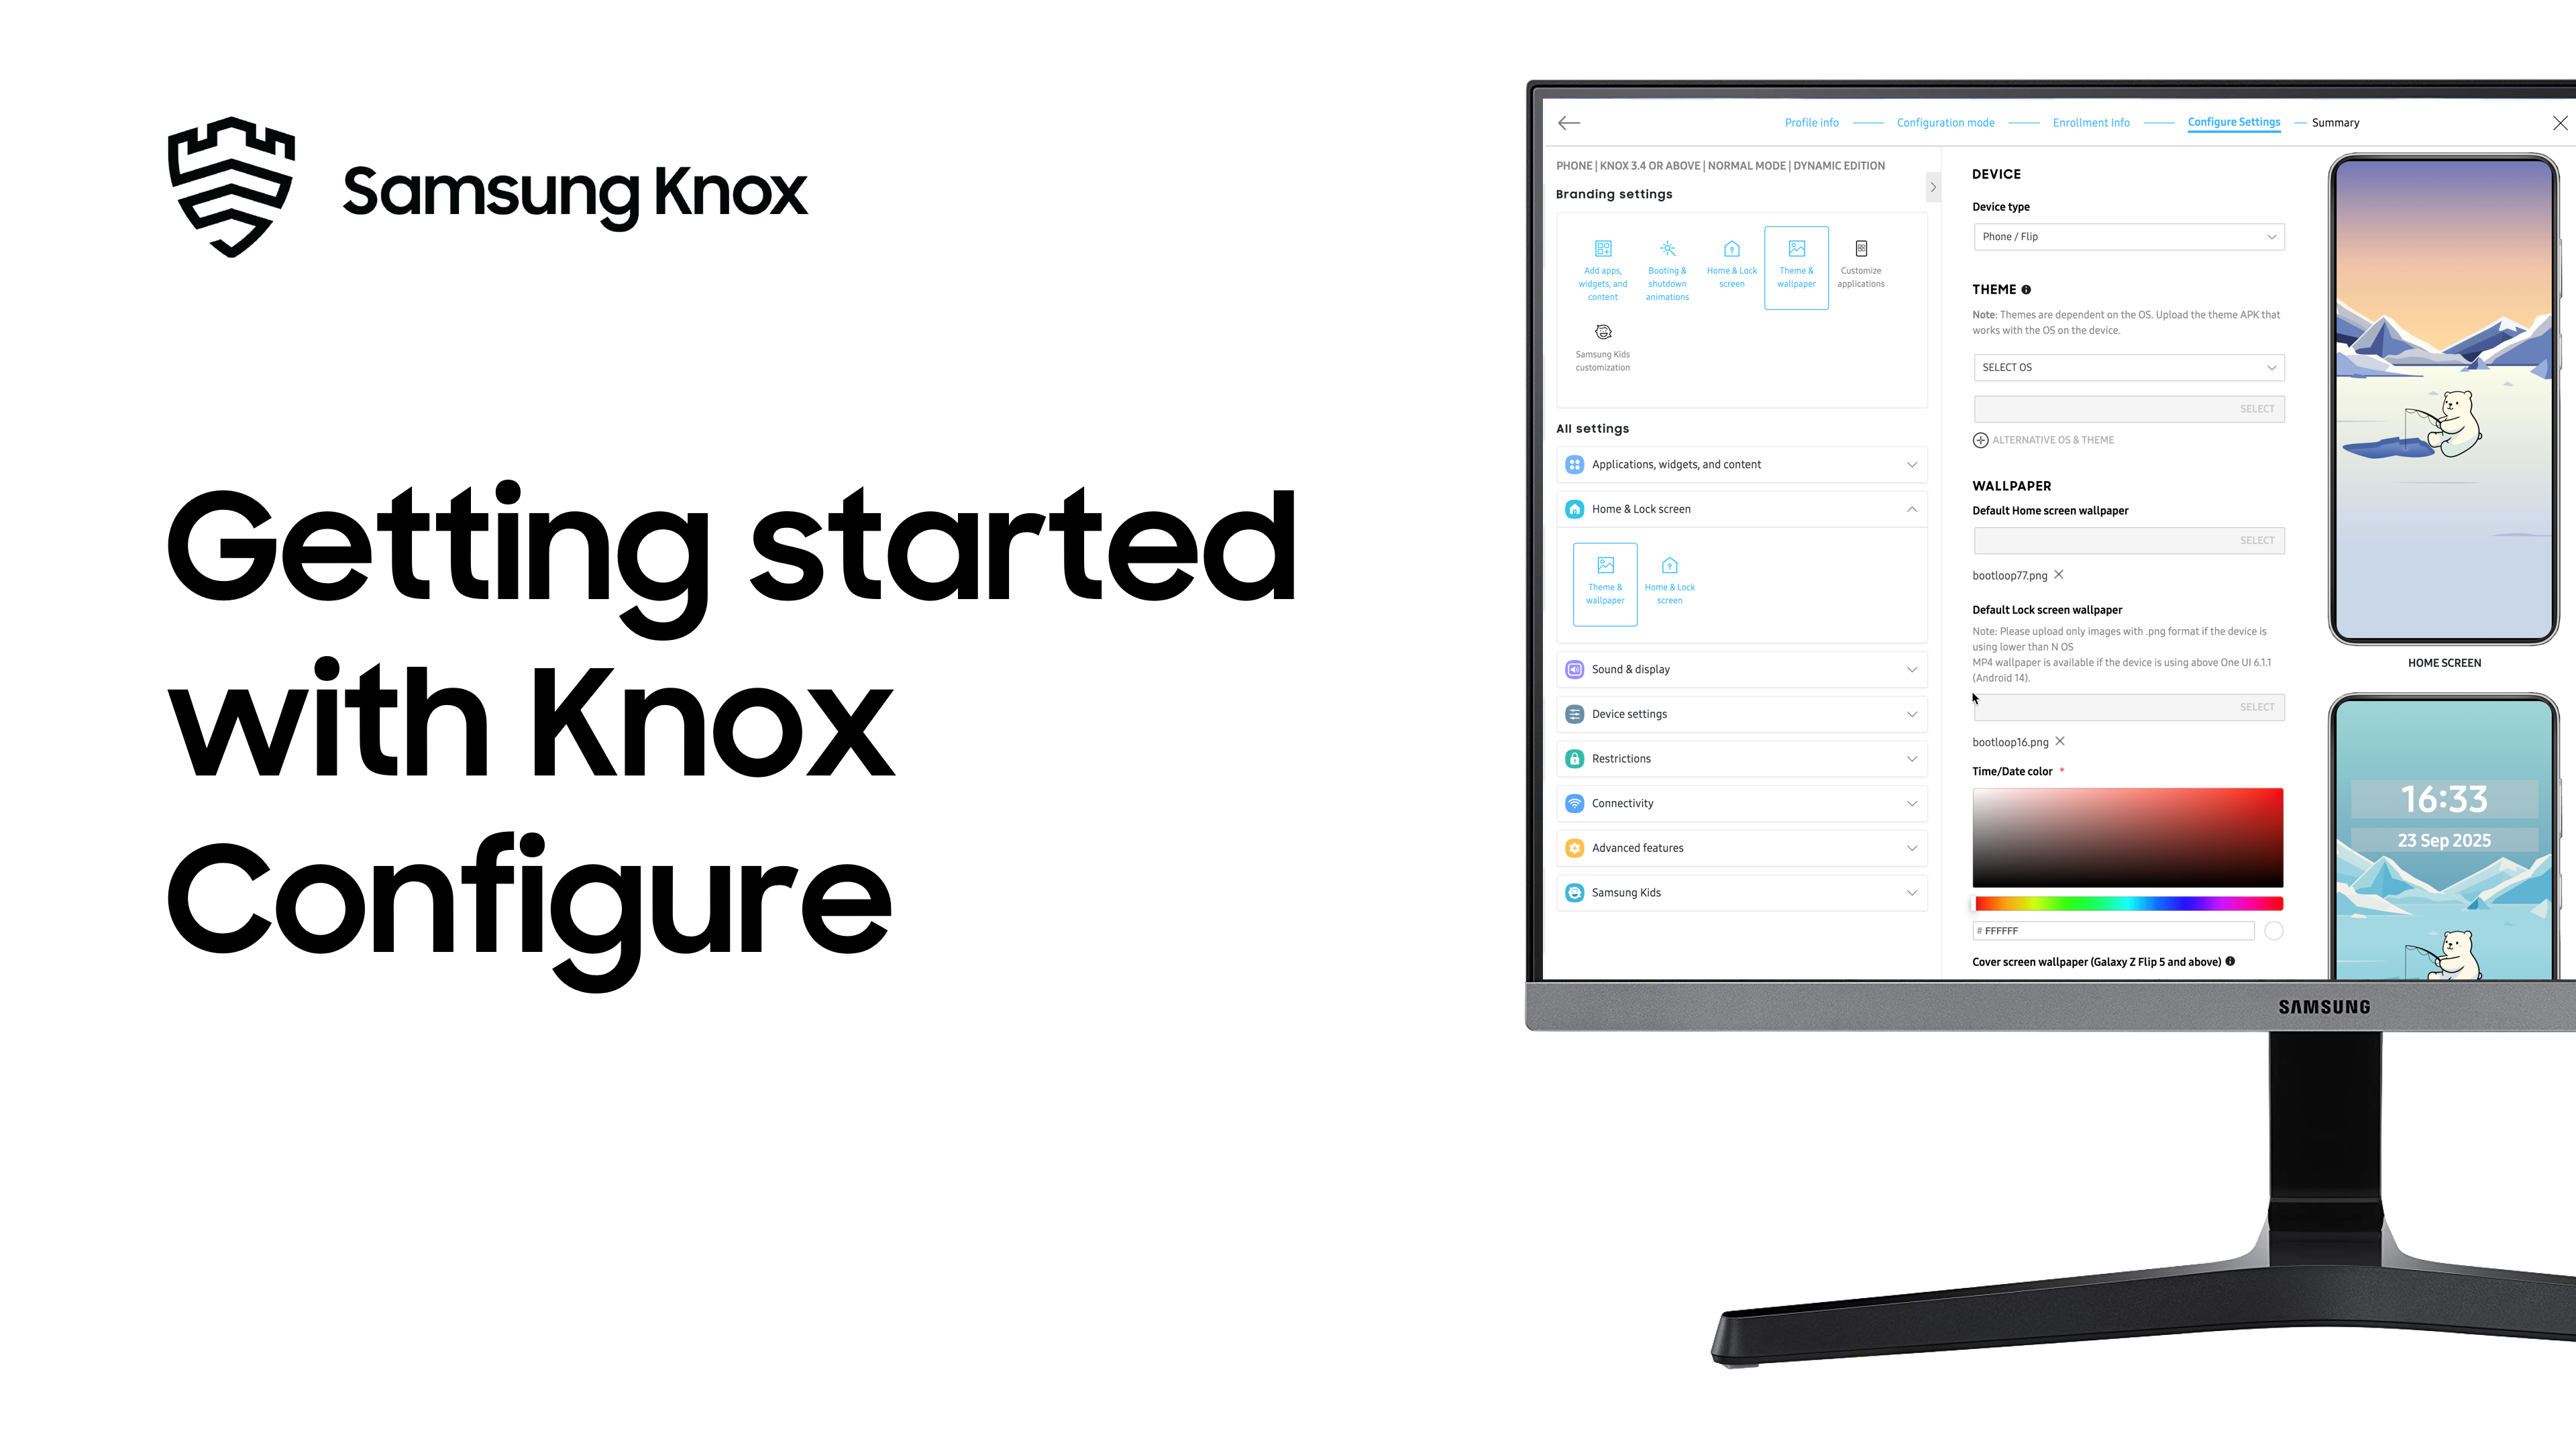 Samsung Knox
Getting started
with Knox
Configure
Profile info
Configuration mode
Enrollment Info
Configure Settings
Summary
PHONE | KNOX 3.4 OR ABOVE | NORMAL MODE | DYNAMIC EDITION
Branding settings
Add apps,
widgets, and
content
Booting &
shutdown
animations
Home & Lock
screen
Theme &
wallpaper
Customize
applications
Samsung Kids
customization
All settings
Applications, widgets, and content
Home & Lock screen
Theme &
wallpaper
Home & Lock
screen
Sound & display
Device settings
Restrictions
Connectivity
Advanced features
Samsung Kids
DEVICE
Device type
Phone / Flip
THEME
Note: Themes are dependent on the OS. Upload the theme APK that
works with the OS on the device.
SELECT OS
SELECT
ALTERNATIVE OS & THEME
WALLPAPER
Default Home screen wallpaper
SELECT
bootloop77.png
Default Lock screen wallpaper
Note: Please upload only images with .png format if the device is
using lower than N OS
MP4 wallpaper is available if the device is using above One UI 6.1.1
(Android 14).
SELECT
bootloop16.png
Time/Date color *
# FFFFFF
Cover screen wallpaper (Galaxy Z Flip 5 and above)
HOME SCREEN
16:33
23 Sep 2025
SAMSUNG